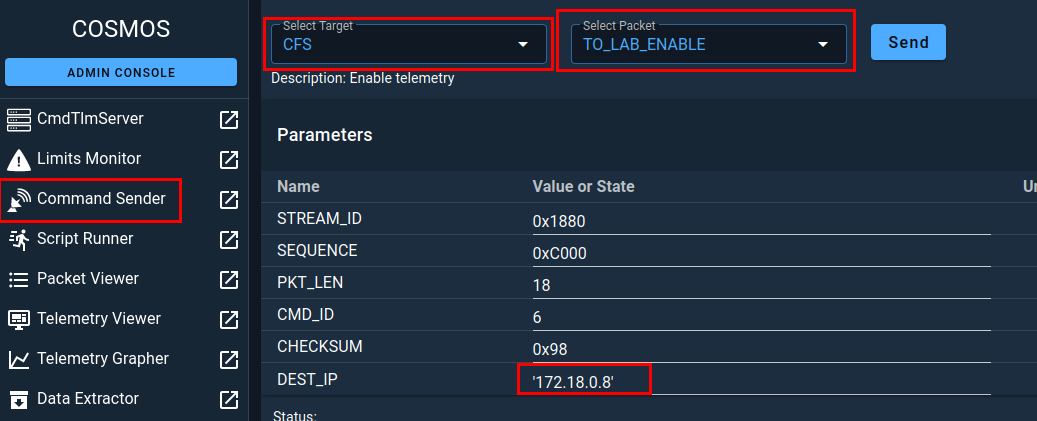 COSMOS
ADMIN CONSOLE
CmdTlmServer
Limits Monitor
Command Sender
Script Runner
Packet Viewer
Telemetry Viewer
Telemetry Grapher
Data Extractor
Select Target
CFS
Select Packet
TO_LAB_ENABLE
Send
Description: Enable telemetry
Parameters
Name Value or State
STREAM_ID 0x1880
SEQUENCE 0xC000
PKT_LEN 18
CMD_ID 6
CHECKSUM 0x98
DEST_IP '172.18.0.8'
Status: